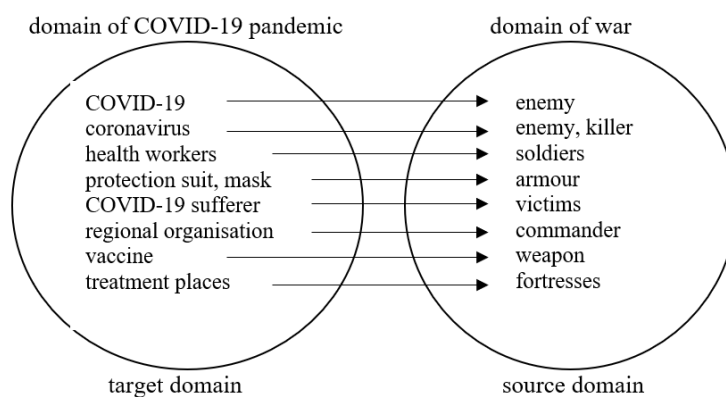 domain of COVID-19 pandemic
domain of war
COVID-19
enemy
coronavirus
enemy, killer
health workers
soldiers
protection suit, mask
armour
COVID-19 sufferer
victims
regional organisation
commander
vaccine
weapon
treatment places
fortresses
target domain
source domain